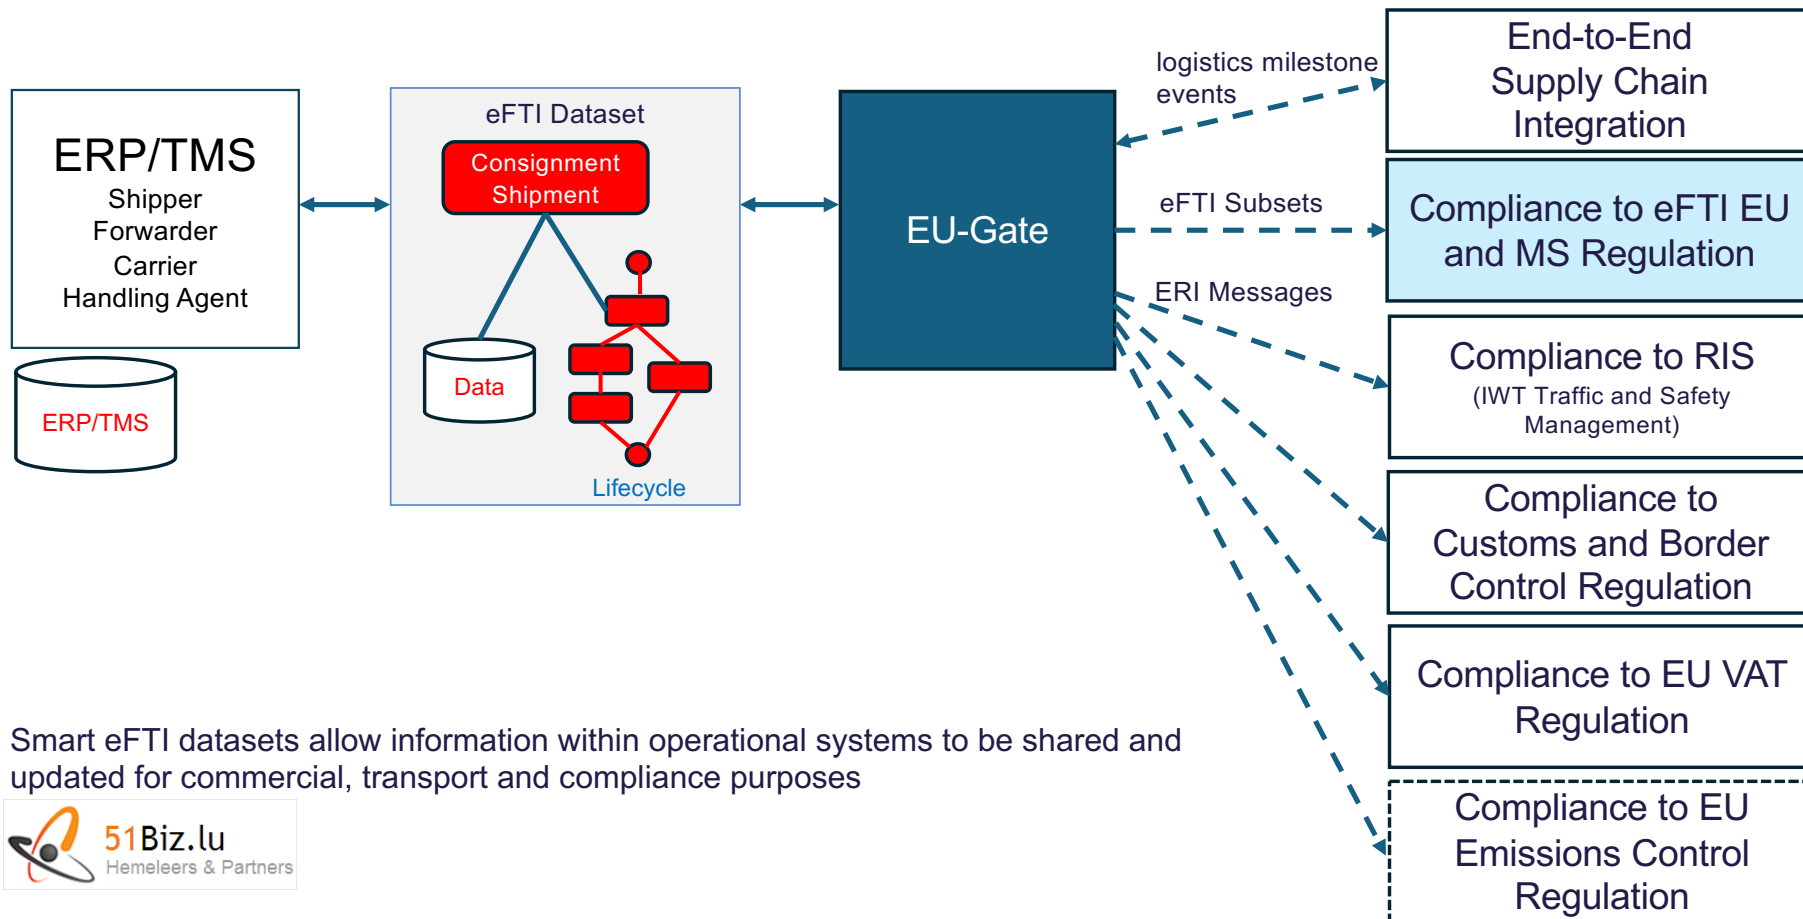 ERP/TMS
Shipper
Forwarder
Carrier
Handling Agent
ERP/TMS
eFTI Dataset
Consignment
Shipment
Data
Lifecycle
EU-Gate
logistics milestone
events
eFTI Subsets
ERI Messages
End-to-End
Supply Chain
Integration
Compliance to eFTI EU
and MS Regulation
Compliance to RIS
(IWT Traffic and Safety
Management)
Compliance to
Customs and Border
Control Regulation
Compliance to EU VAT
Regulation
Compliance to EU
Emissions Control
Regulation
Smart eFTI datasets allow information within operational systems to be shared and
updated for commercial, transport and compliance purposes
51Biz.lu
Hemeleers & Partners